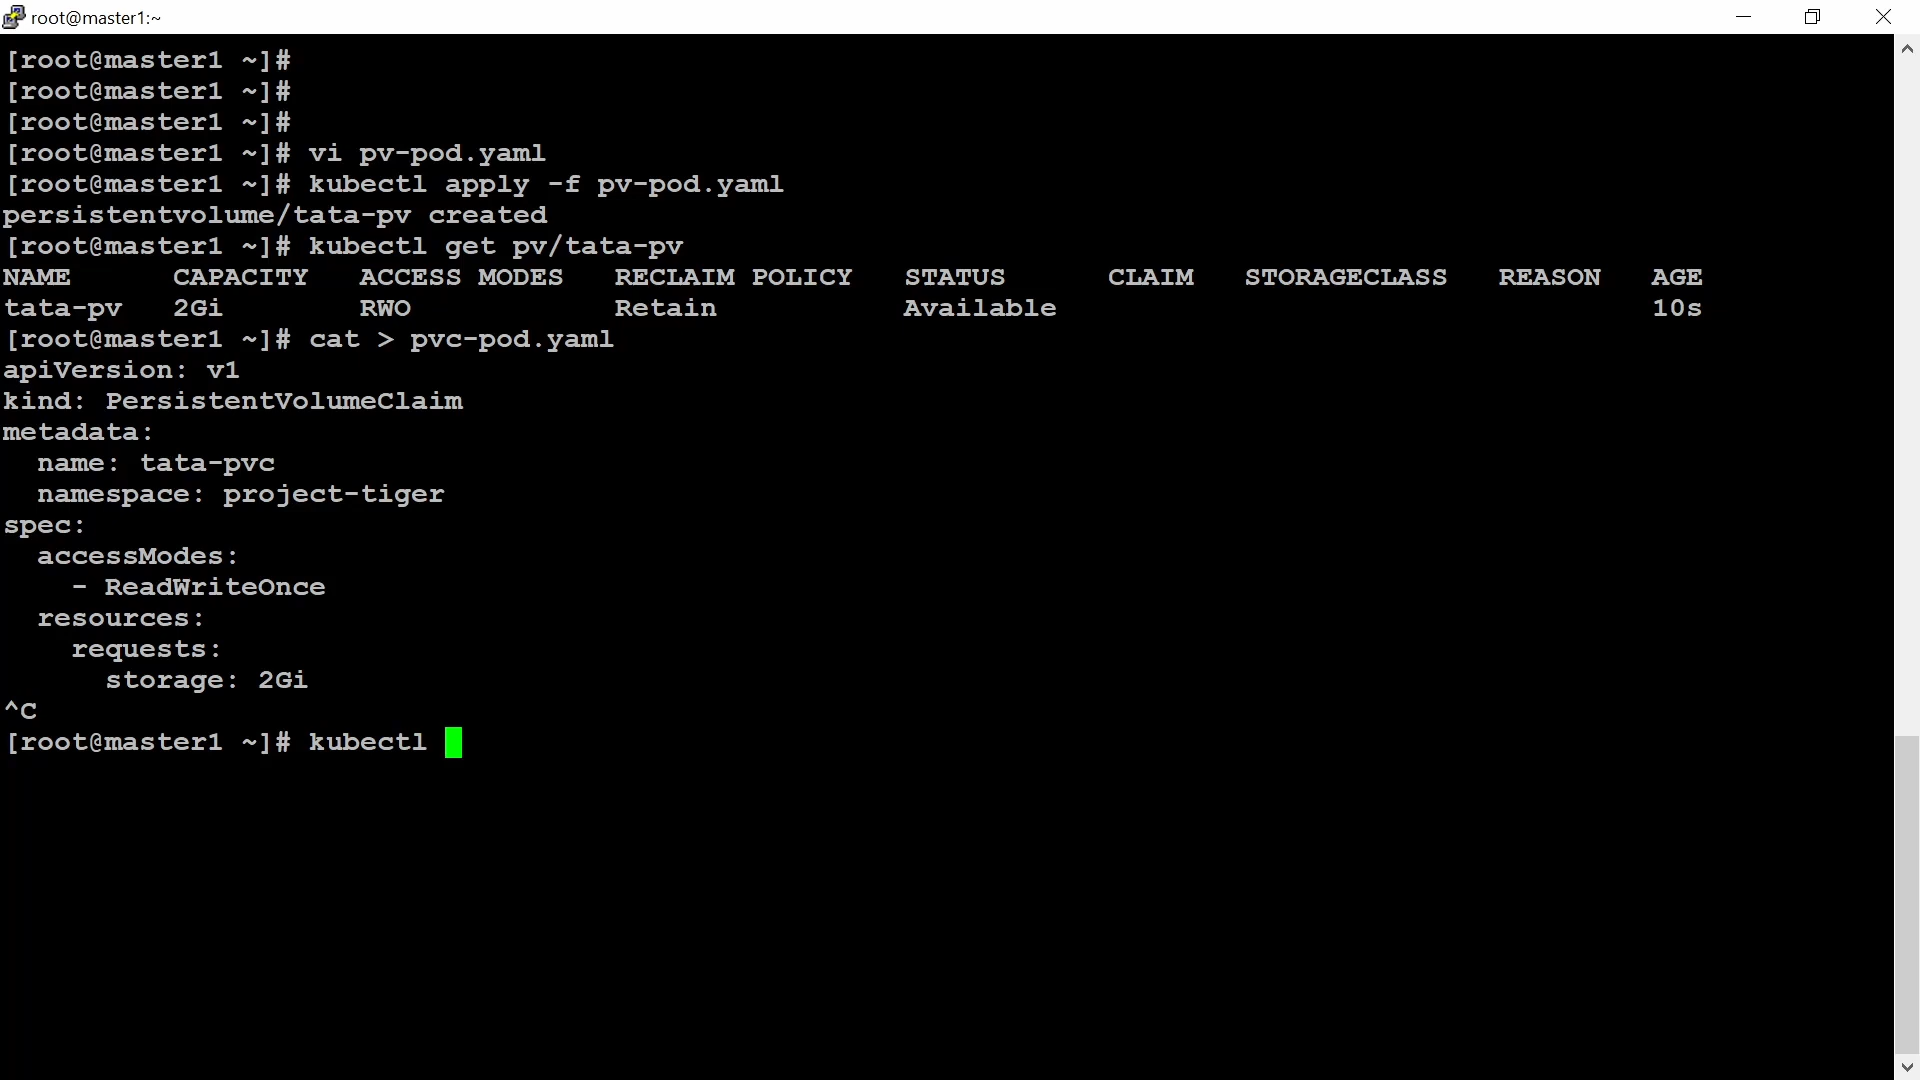 root@master1:~
[root@master1 ~]#
[root@master1 ~]#
[root@master1 ~]#
[root@master1 ~]# vi pv-pod.yaml
[root@master1 ~]# kubectl apply -f pv-pod.yaml
persistentvolume/tata-pv created
[root@master1 ~]# kubectl get pv/tata-pv
NAME      CAPACITY   ACCESS MODES   RECLAIM POLICY   STATUS      CLAIM   STORAGECLASS   REASON   AGE
tata-pv   2Gi        RWO            Retain           Available                                   10s
[root@master1 ~]# cat > pvc-pod.yaml
apiVersion: v1
kind: PersistentVolumeClaim
metadata:
  name: tata-pvc
  namespace: project-tiger
spec:
  accessModes:
    - ReadWriteOnce
  resources:
    requests:
      storage: 2Gi
^C
[root@master1 ~]# kubectl